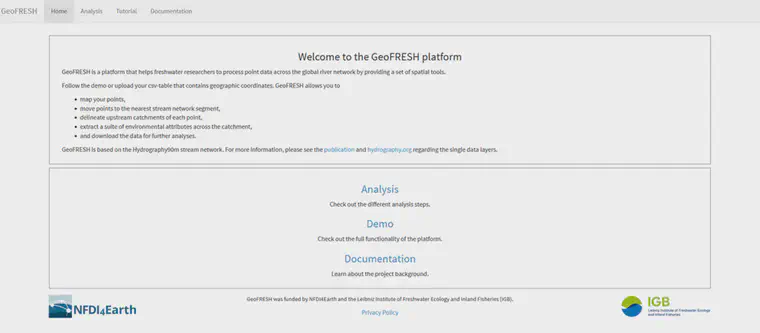 GeoFRESH Home Analysis Tutorial Documentation
Welcome to the GeoFRESH platform
GeoFRESH is a platform that helps freshwater researchers to process point data across the global river network by providing a set of spatial tools.
Follow the demo or upload your csv-table that contains geographic coordinates. GeoFRESH allows you to
• map your points,
• move points to the nearest stream network segment,
• delineate upstream catchments of each point,
• extract a suite of environmental attributes across the catchment,
• and download the data for further analyses.
GeoFRESH is based on the Hydrography90m stream network. For more information, please see the publication and hydrography.org regarding the single data layers.
Analysis
Check out the different analysis steps.
Demo
Check out the full functionality of the platform.
Documentation
Learn about the project background.
NFDI4Earth
GeoFRESH was funded by NFDI4Earth and the Leibniz Institute of Freshwater Ecology and Inland Fisheries (IGB).
Privacy Policy
IGB
Leibniz Institute of Freshwater Ecology
and Inland Fisheries